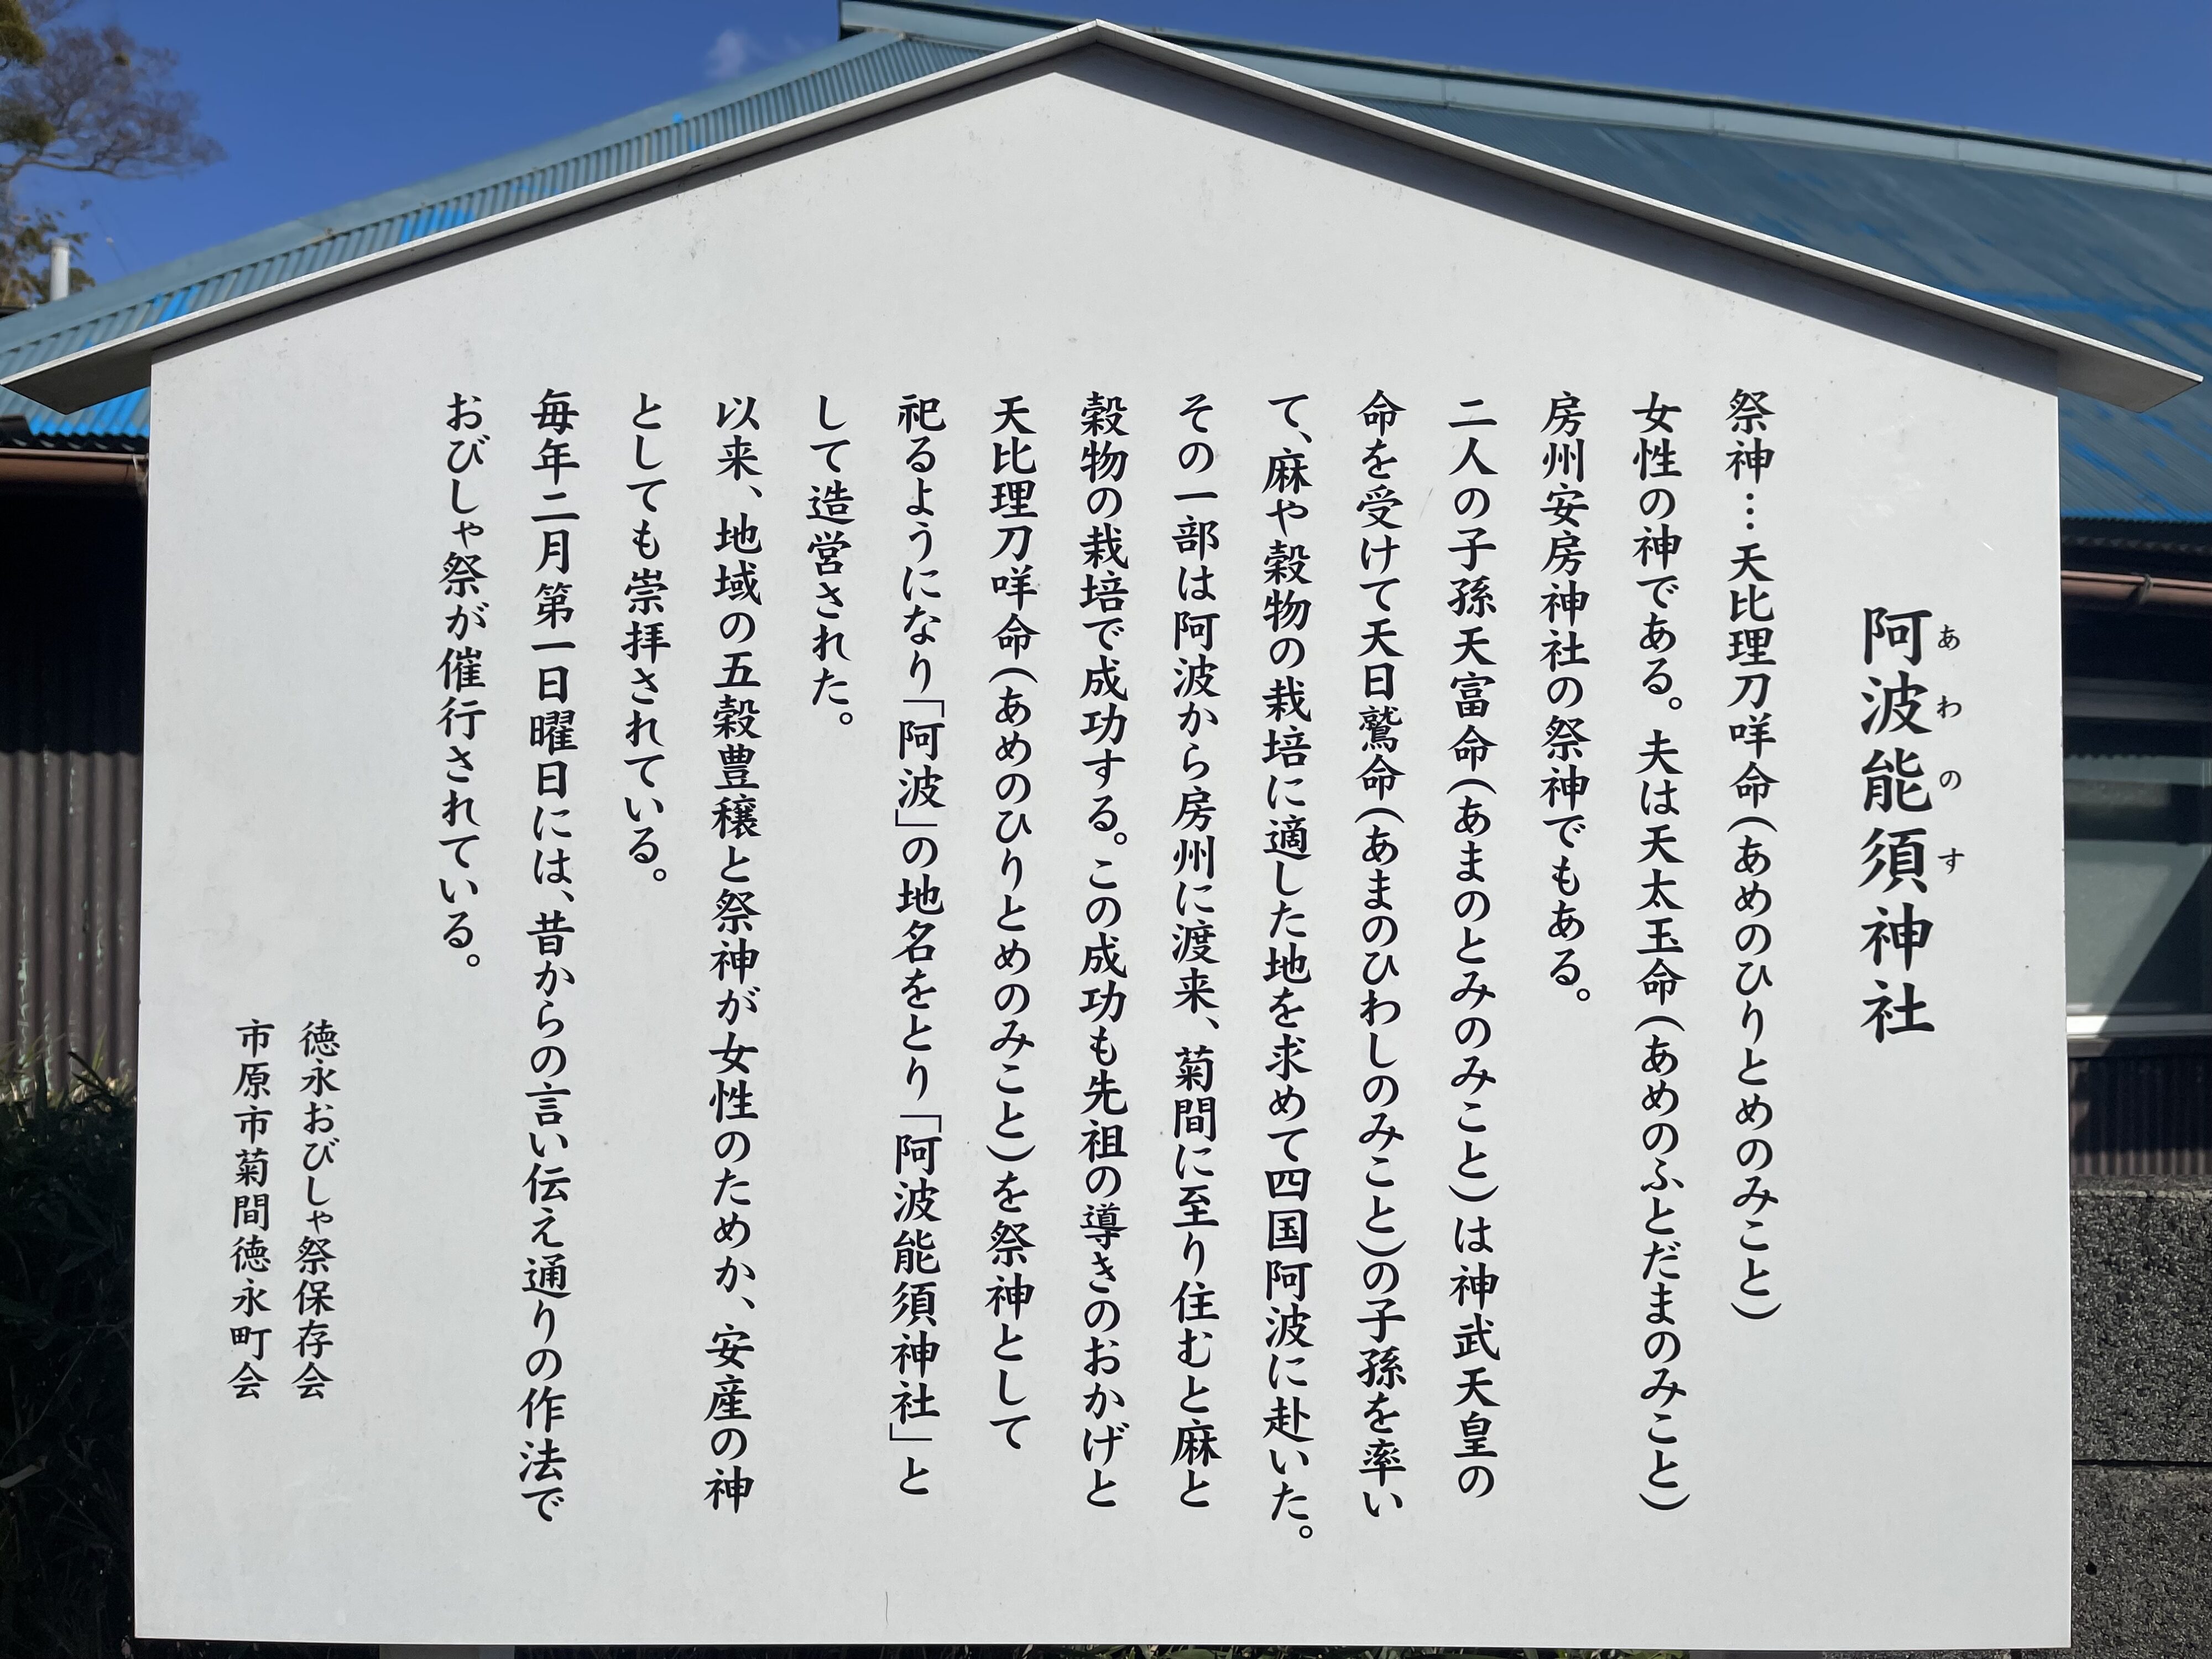 阿波能須神社
あわのす
祭神…天比理刀咩命(あめのひりとめのみこと)
女性の神である。夫は天太玉命(あめのふとだまのみこと)
房州安房神社の祭神でもある。
二人の子孫天富命(あまのとみのみこと)は神武天皇の
命を受けて天日鷲命(あまのひわしのみこと)の子孫を率い
て、麻や穀物の栽培に適した地を求めて四国阿波に赴いた。
その一部は阿波から房州に渡来、菊間に至り住むと麻と
穀物の栽培で成功する。この成功も先祖の導きのおかげと
天比理刀咩命(あめのひりとめのみこと)を祭神として
祀るようになり「阿波」の地名をとり「阿波能須神社」と
して造営された。
以来、地域の五穀豊穣と祭神が女性のためか、安産の神
としても崇拝されている。
毎年二月第一日曜日には、昔からの言い伝え通りの作法で
おびしゃ祭が催行されている。
徳永おびしゃ祭保存会
市原市菊間徳永町会